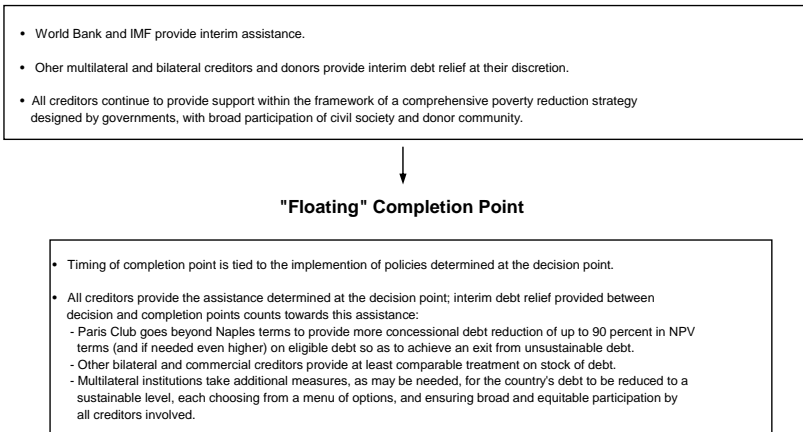 • World Bank and IMF provide interim assistance.
• Oher multilateral and bilateral creditors and donors provide interim debt relief at their discretion.
• All creditors continue to provide support within the framework of a comprehensive poverty reduction strategy
designed by governments, with broad participation of civil society and donor community.
"Floating" Completion Point
• Timing of completion point is tied to the implemention of policies determined at the decision point.
• All creditors provide the assistance determined at the decision point; interim debt relief provided between
decision and completion points counts towards this assistance:
- Paris Club goes beyond Naples terms to provide more concessional debt reduction of up to 90 percent in NPV
terms (and if needed even higher) on eligible debt so as to achieve an exit from unsustainable debt.
- Other bilateral and commercial creditors provide at least comparable treatment on stock of debt.
- Multilateral institutions take additional measures, as may be needed, for the country's debt to be reduced to a
sustainable level, each choosing from a menu of options, and ensuring broad and equitable participation by
all creditors involved.